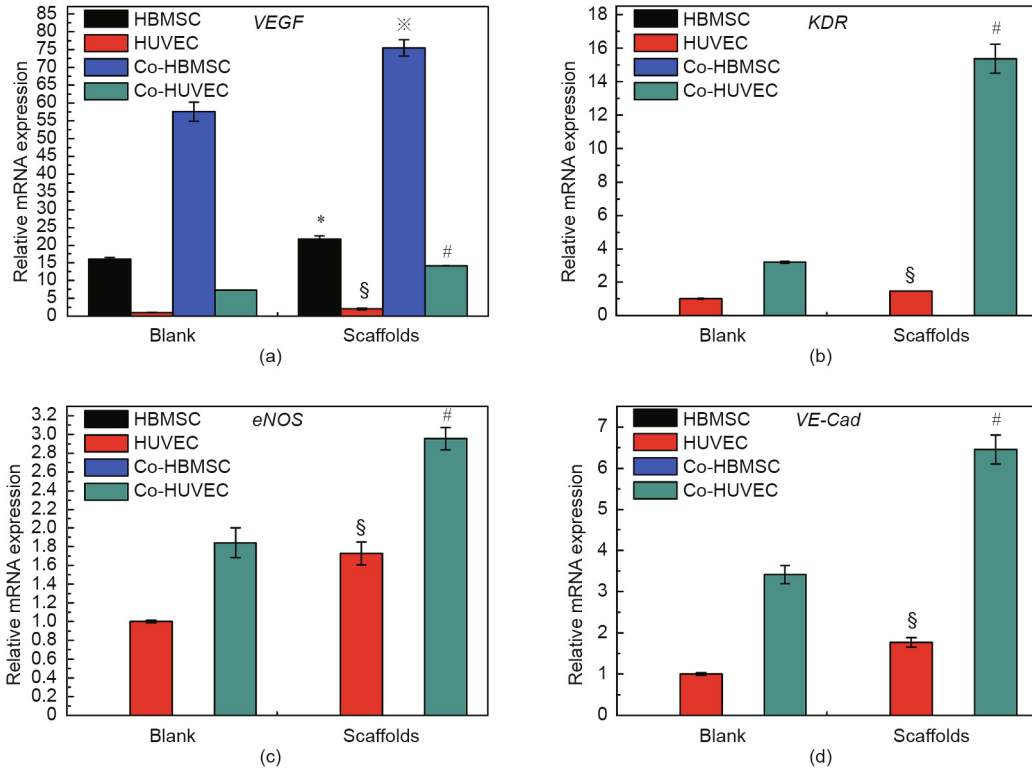 VEGF
HBMSC
HUVEC
Co-HBMSC
Co-HUVEC
Relative mRNA expression
85
80
75
70
65
60
55
50
45
40
35
30
25
20
15
10
5
0
*
§
※
#
Blank
Scaffolds
(a)
KDR
HBMSC
HUVEC
Co-HBMSC
Co-HUVEC
Relative mRNA expression
18
16
14
12
10
8
6
4
2
0
§
#
Blank
Scaffolds
(b)
eNOS
HBMSC
HUVEC
Co-HBMSC
Co-HUVEC
Relative mRNA expression
3.2
3.0
2.8
2.6
2.4
2.2
2.0
1.8
1.6
1.4
1.2
1.0
0.8
0.6
0.4
0.2
0
§
#
Blank
Scaffolds
(c)
VE-Cad
HBMSC
HUVEC
Co-HBMSC
Co-HUVEC
Relative mRNA expression
7
6
5
4
3
2
1
0
§
#
Blank
Scaffolds
(d)